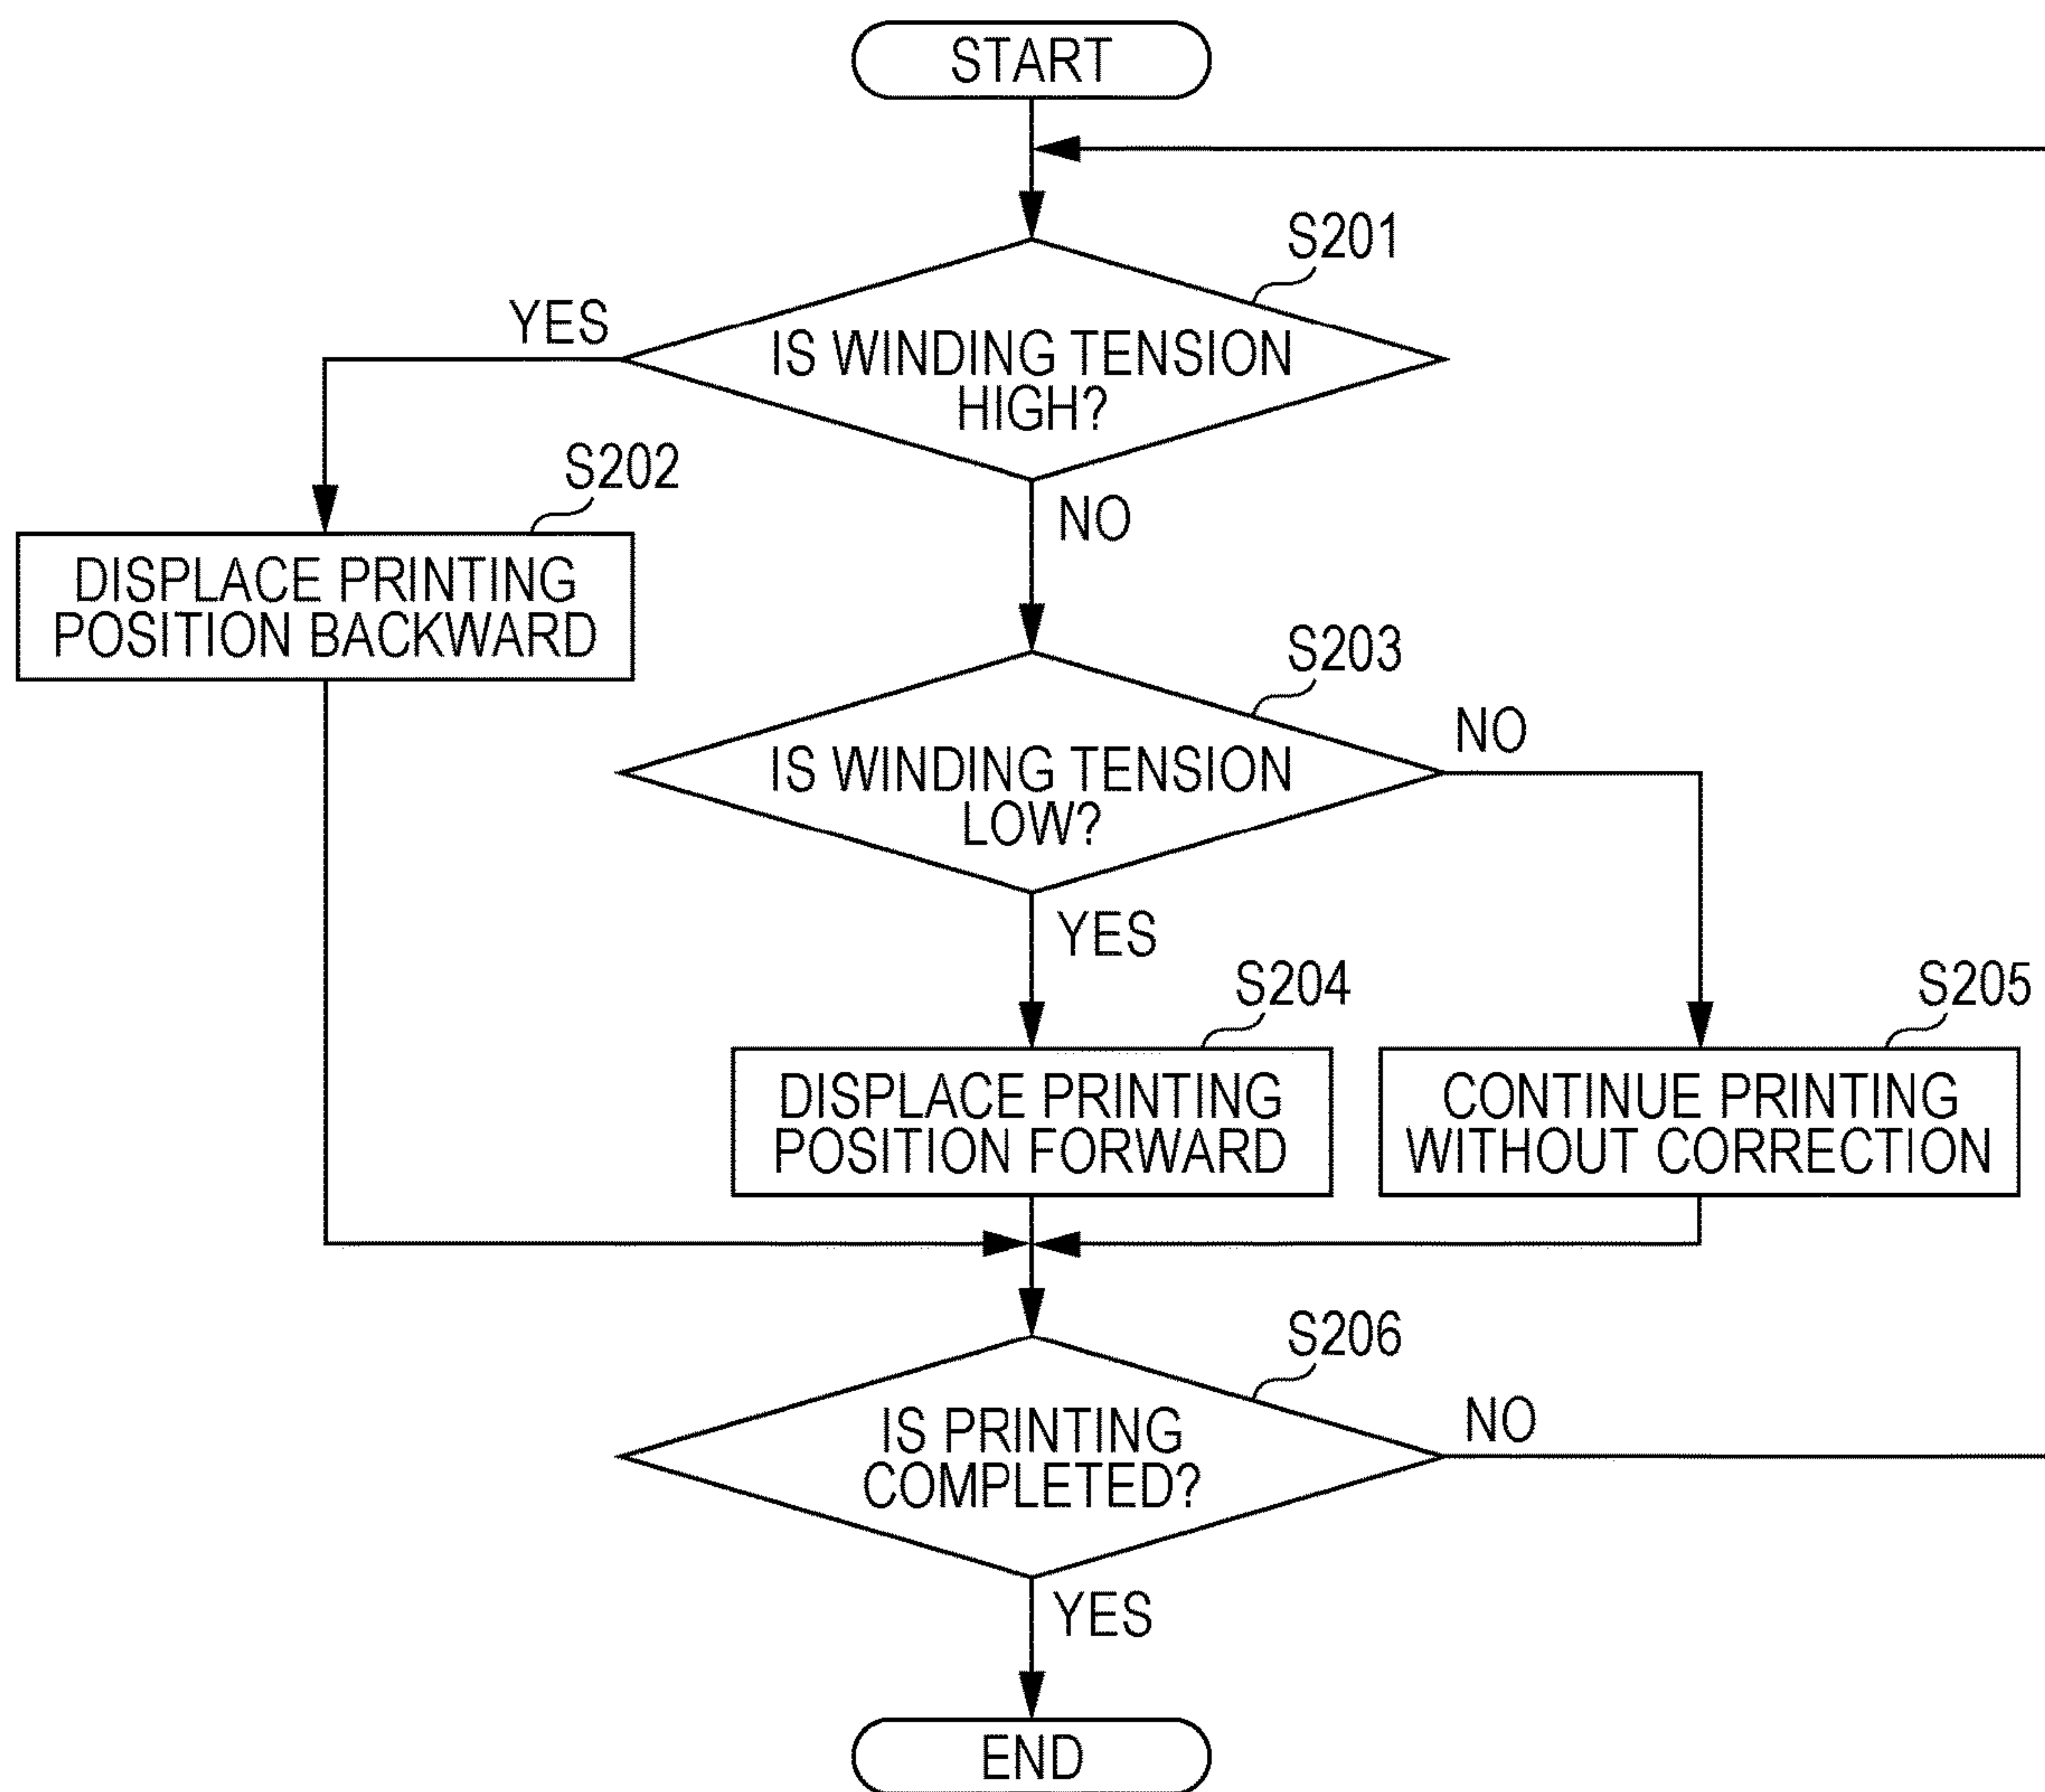 START
S201
YES
IS WINDING TENSION
HIGH?
S202
NO
DISPLACE PRINTING
POSITION BACKWARD
S203
NO
IS WINDING TENSION
LOW?
YES
S204
S205
DISPLACE PRINTING
POSITION FORWARD
CONTINUE PRINTING
WITHOUT CORRECTION
S206
NO
IS PRINTING
COMPLETED?
YES
END